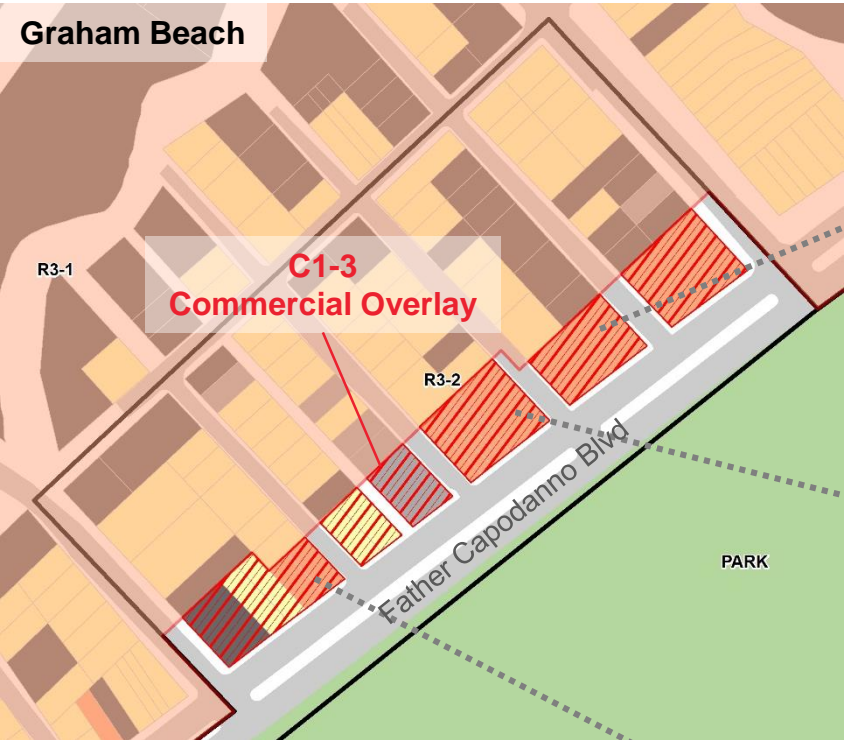 Graham Beach
R3-1
C1-3
Commercial Overlay
R3-2
Father Capodanno Blvd
PARK